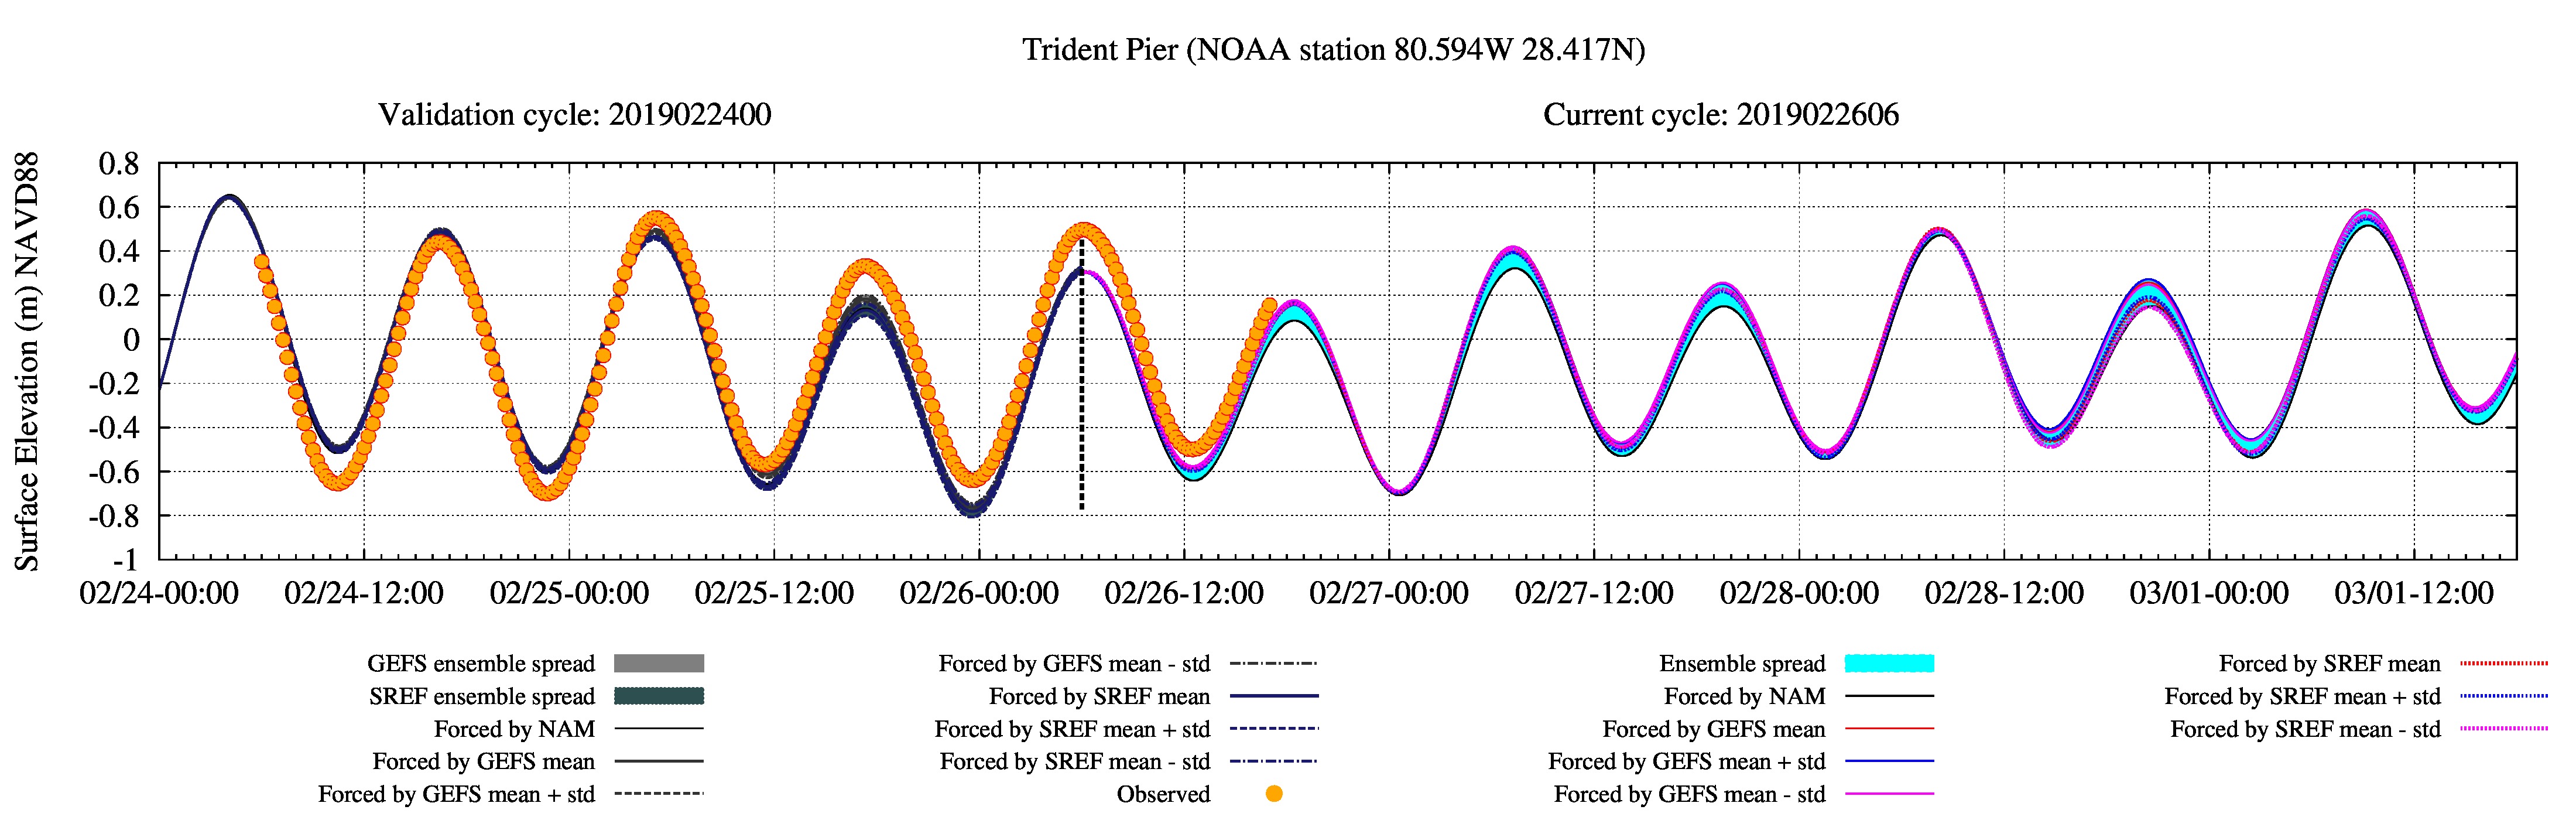 Trident Pier (NOAA station 80.594W 28.417N)
Validation cycle: 2019022400
Current cycle: 2019022606
Surface Elevation (m) NAVD88
0.8
0.6
0.4
0.2
0
-0.2
-0.4
-0.6
-0.8
-1
02/24-00:00 02/24-12:00 02/25-00:00 02/25-12:00 02/26-00:00 02/26-12:00 02/27-00:00 02/27-12:00 02/28-00:00 02/28-12:00 03/01-00:00 03/01-12:00
GEFS ensemble spread
SREF ensemble spread
Forced by NAM
Forced by GEFS mean
Forced by GEFS mean + std
Forced by GEFS mean - std
Forced by SREF mean
Forced by SREF mean + std
Forced by SREF mean - std
Observed
Ensemble spread
Forced by NAM
Forced by GEFS mean
Forced by GEFS mean + std
Forced by GEFS mean - std
Forced by SREF mean
Forced by SREF mean + std
Forced by SREF mean - std